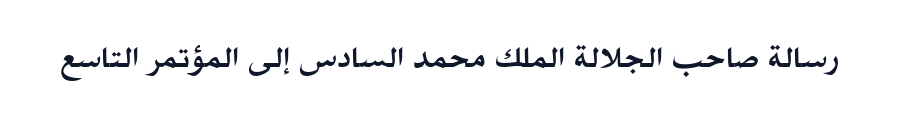 رسالة صاحب الجلالة الملك محمد السادس إلى المؤتمر التاسع